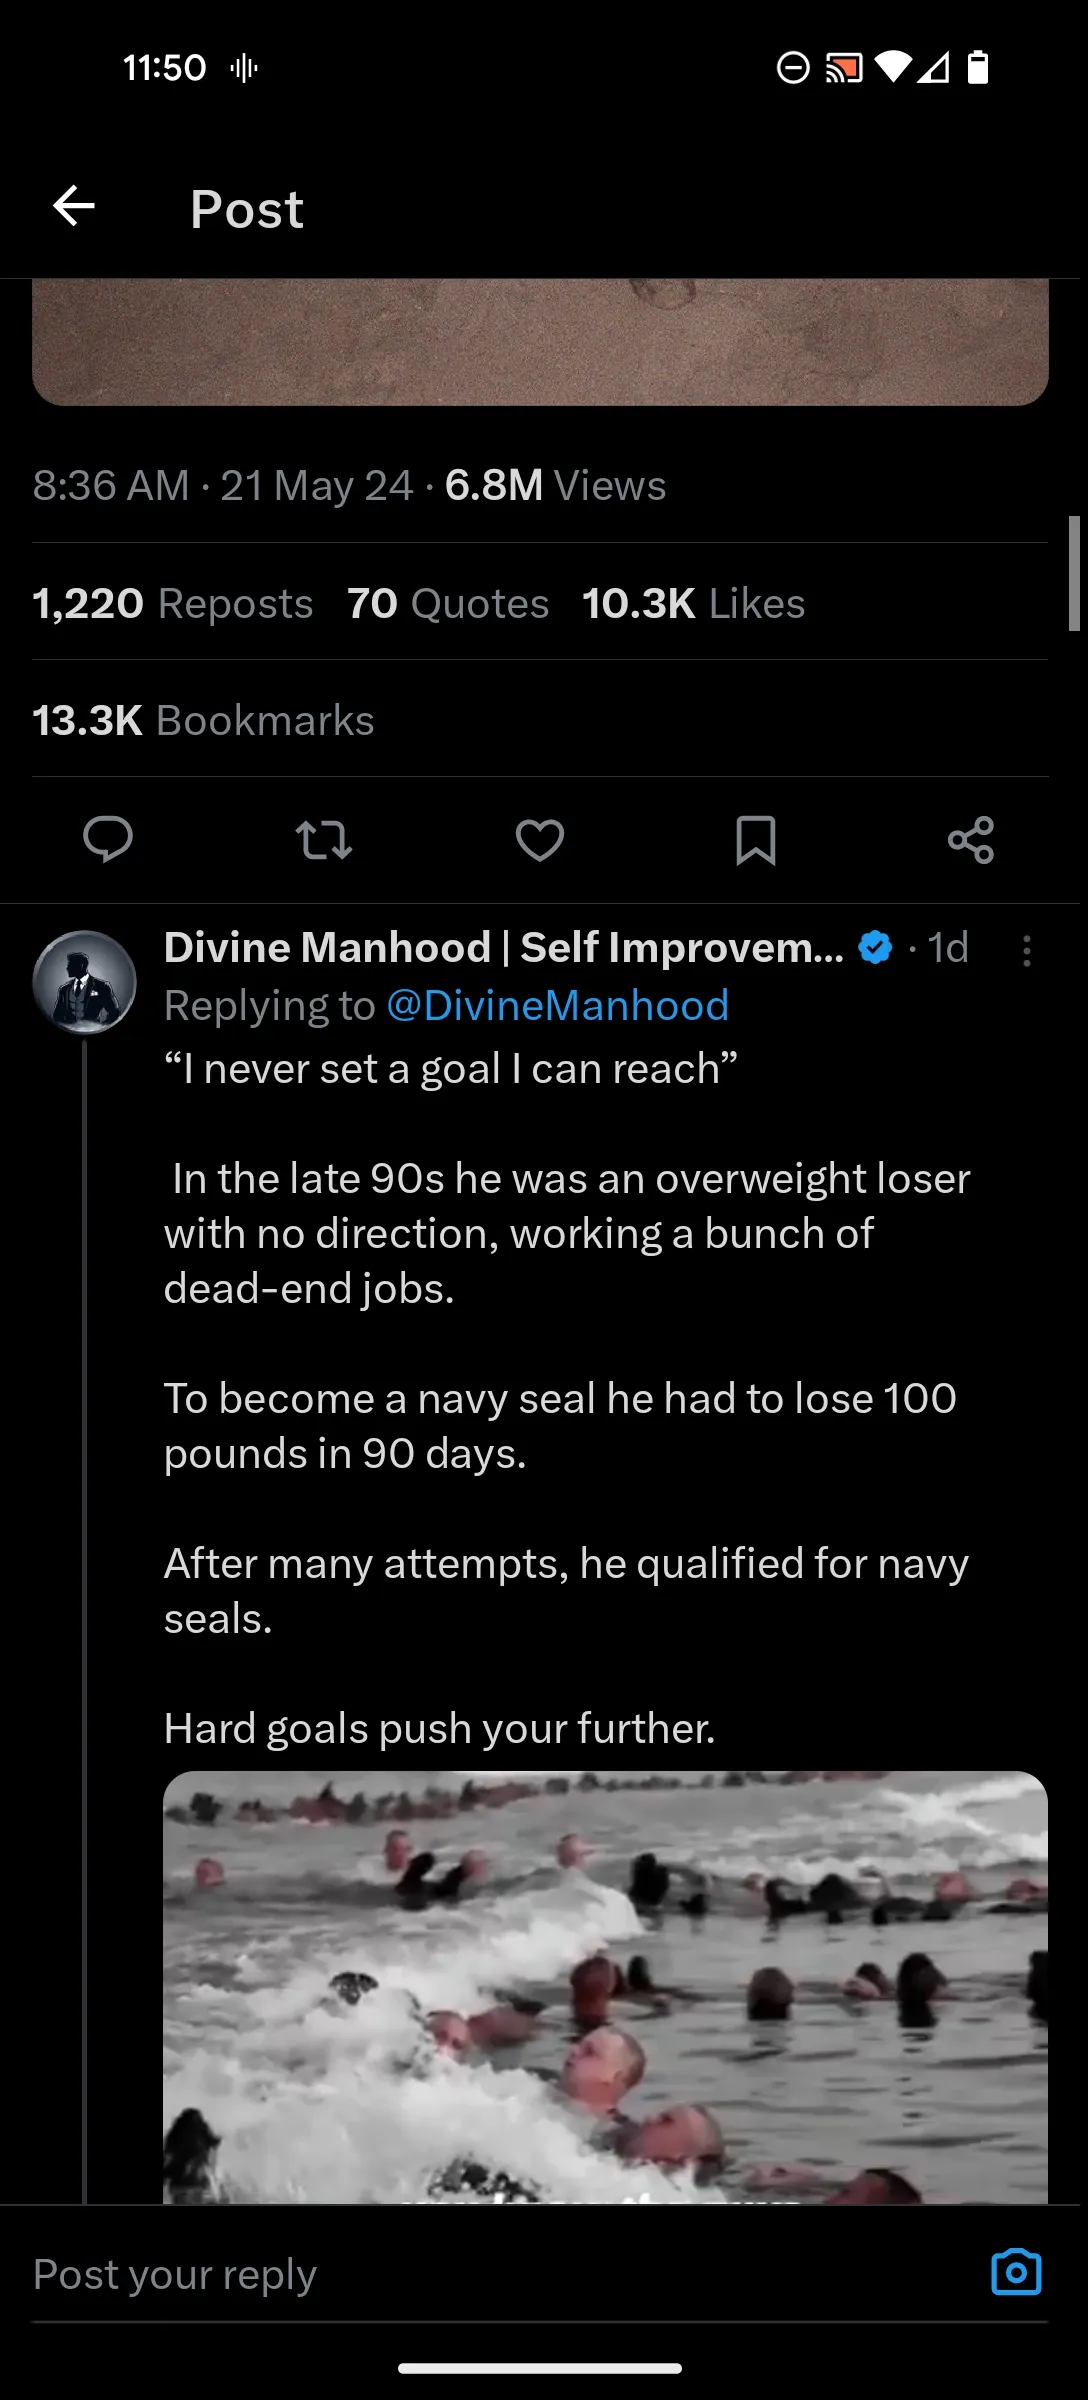 11:50
Post
8:36 AM · 21 May 24 · 6.8M Views
1,220 Reposts 70 Quotes 10.3K Likes
13.3K Bookmarks
Divine Manhood | Self Improvem... · 1d
Replying to @DivineManhood
“I never set a goal I can reach”
In the late 90s he was an overweight loser
with no direction, working a bunch of
dead-end jobs.
To become a navy seal he had to lose 100
pounds in 90 days.
After many attempts, he qualified for navy
seals.
Hard goals push your further.
Post your reply